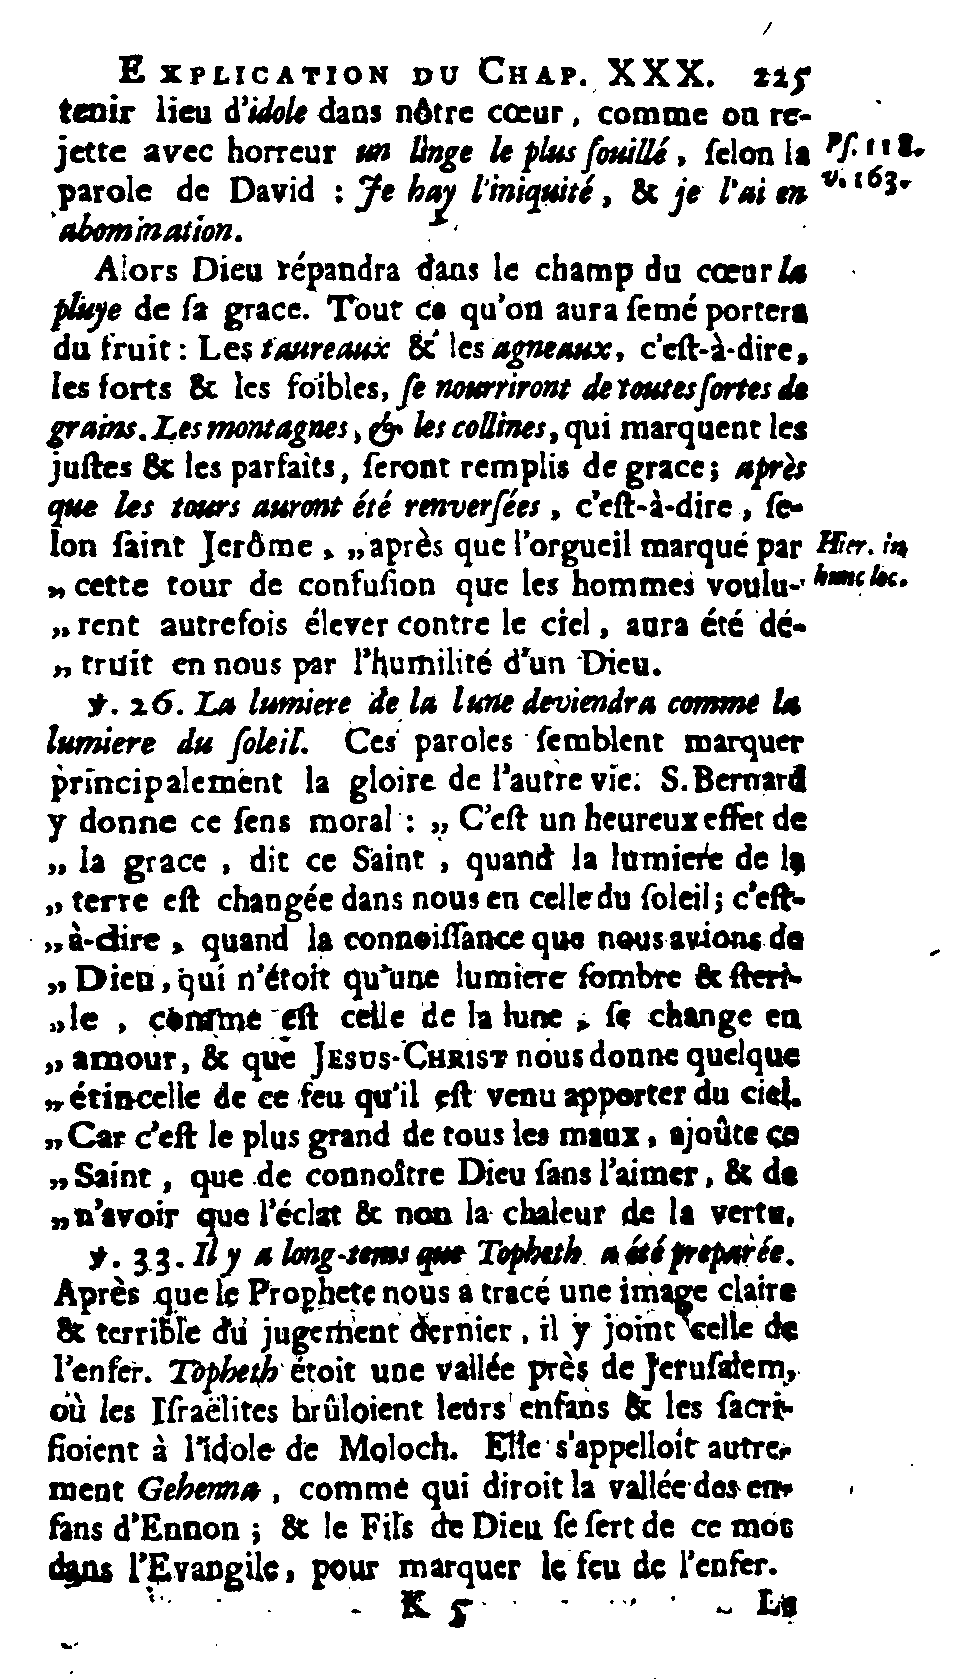 EXPLICATION DU CHAP. XXX. 225
tenir lieu d'idole dans nôtre cœur, comme on re-
jette avec horreur un linge le plus ſouillé, ſelon la
Pſ. 118.
parole de David : Je hay l'iniquité, & je l'ai en
v. 163.
abomination.
Alors Dieu répandra dans le champ du cœur la
pluye de ſa grace. Tout ce qu'on aura ſemé portera
du fruit : Les taureaux & les agneaux, c'eſt-à-dire,
les forts & les foibles, ſe nourriront de toutes ſortes de
grains. Les montagnes, & les collines, qui marquent les
juſtes & les parfaits, ſeront remplis de grace; après
que les tours auront été renverſées, c'eſt-à-dire, ſe-
lon ſaint Jerôme, „après que l'orgueil marqué par
Hier. in
„ cette tour de confuſion que les hommes voulu-
hunc loc.
„ rent autrefois élever contre le ciel, aura été dé-
„ truit en nous par l'humilité d'un Dieu.
℣. 26. La lumiere de la lune deviendra comme la
lumiere du ſoleil. Ces paroles ſemblent marquer
principalement la gloire de l'autre vie. S. Bernard
y donne ce ſens moral : „ C'eſt un heureux effet de
„ la grace, dit ce Saint, quand la lumiere de la
„ terre eſt changée dans nous en celle du ſoleil; c'eſt-
„ à-dire, quand la connoiſſance que nous avions de
„ Dieu, qui n'étoit qu'une lumiere ſombre & ſteri-
„ le, comme eſt celle de la lune, ſe change en
„ amour, & que JESUS-CHRIST nous donne quelque
„ étincelle de ce feu qu'il eſt venu apporter du ciel.
„ Car c'eſt le plus grand de tous les maux, ajoûte ce
„ Saint, que de connoître Dieu ſans l'aimer, & de
„ n'avoir que l'éclat & non la chaleur de la vertu.
℣. 33. Il y a long-tems que Topheth a été preparée.
Après que le Prophete nous a tracé une image claire
& terrible du jugement dernier, il y joint celle de
l'enfer. Topheth étoit une vallée près de Jeruſalem,
où les Iſraëlites brûloient leurs enfans & les ſacri-
fioient à l'idole de Moloch. Elle s'appelloit autre-
ment Gehenna, comme qui diroit la vallée des en-
fans d'Ennon ; & le Fils de Dieu ſe ſert de ce mot
dans l'Evangile, pour marquer le feu de l'enfer.
K 5 Le